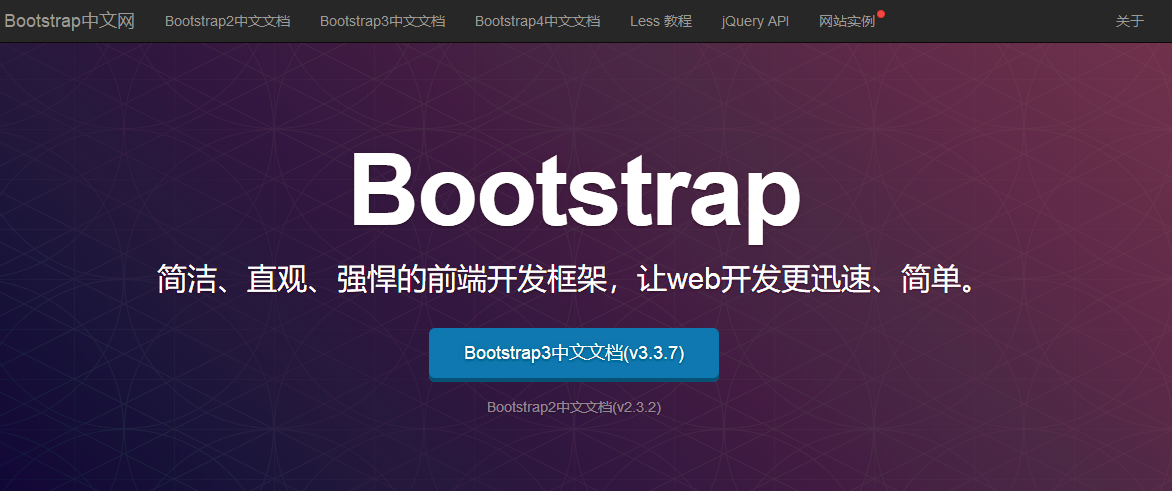 Bootstrap中文网 Bootstrap2中文文档 Bootstrap3中文文档 Bootstrap4中文文档 Less 教程 jQuery API 网站实例 关于
Bootstrap
简洁、直观、强悍的前端开发框架，让web开发更迅速、简单。
Bootstrap3中文文档(v3.3.7)
Bootstrap2中文文档(v2.3.2)